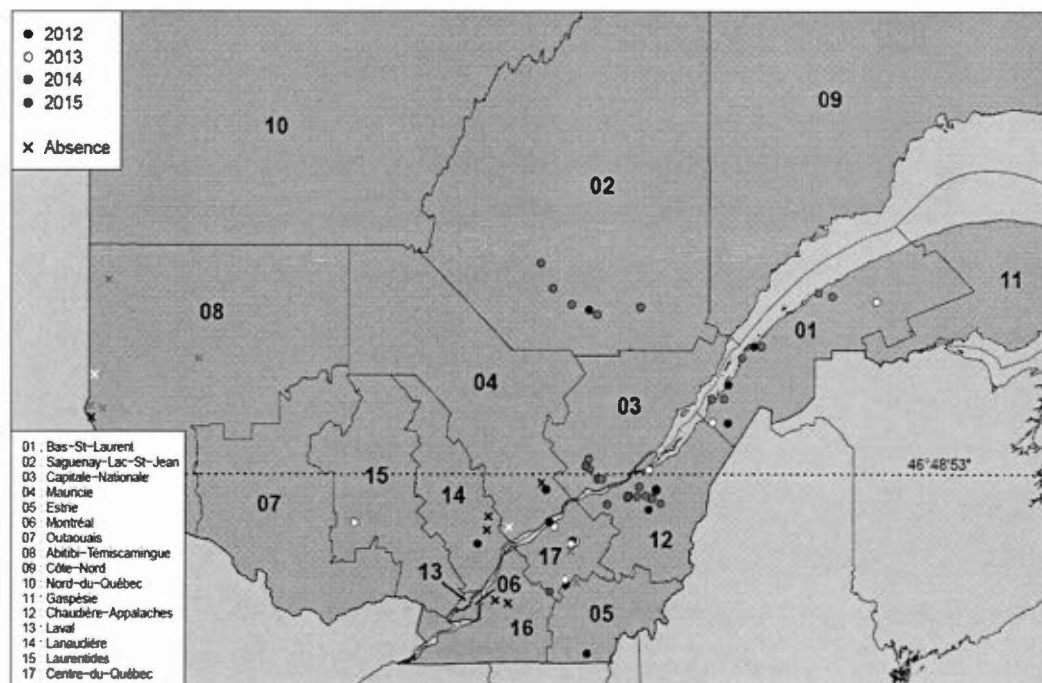 2012
2013
2014
2015
Absence
10
09
02
11
08
01
04
03
46°48'53"
15
14
07
12
17
13
06
05
16
01 : Bas-St-Laurent
02 : Saguenay-Lac-St-Jean
03 : Capitale-Nationale
04 : Mauricie
05 : Estrie
06 : Montréal
07 : Outaouais
08 : Abitibi-Témiscamingue
09 : Côte-Nord
10 : Nord-du-Québec
11 : Gaspésie
12 : Chaudière-Appalaches
13 : Laval
14 : Lanaudière
15 : Laurentides
17 : Centre-du-Québec